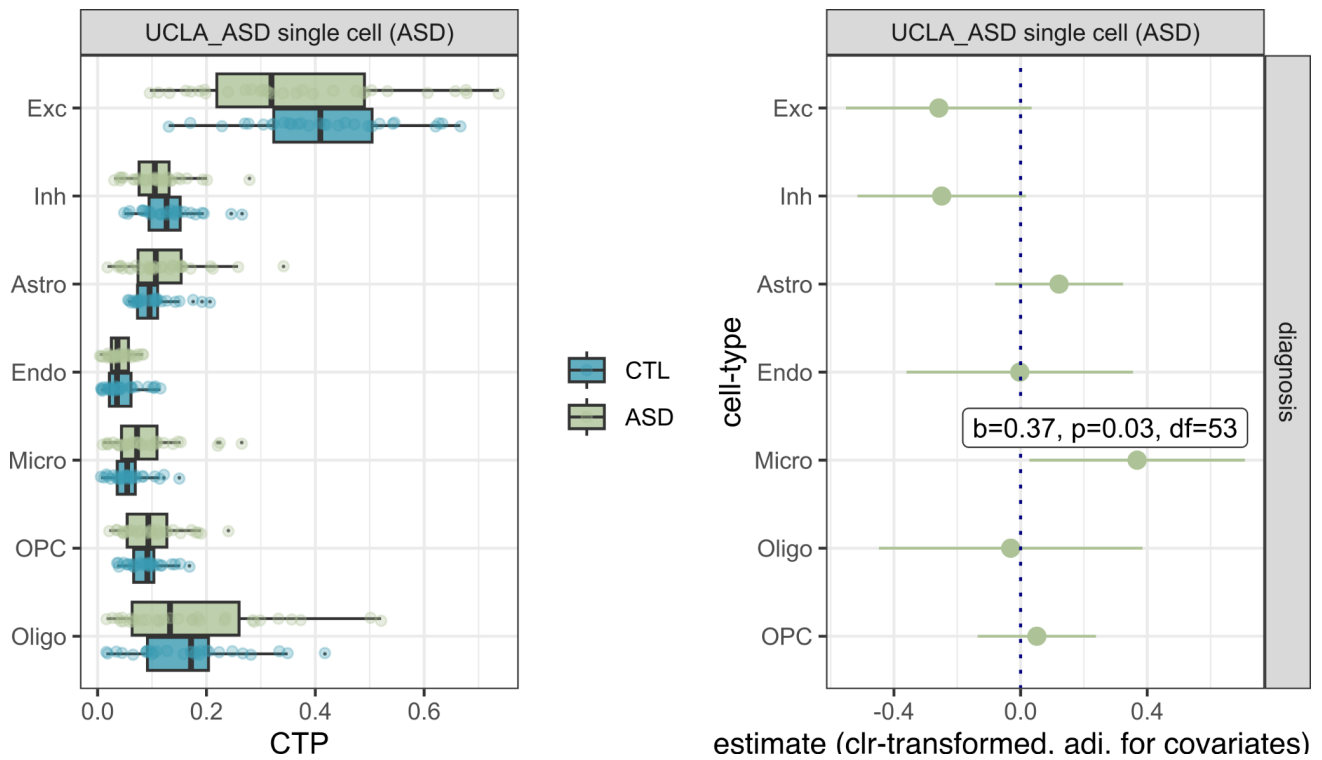 UCLA_ASD single cell (ASD)
Exc
Inh
Astro
Endo
Micro
OPC
Oligo
0.0 0.2 0.4 0.6
CTP
CTL
ASD
UCLA_ASD single cell (ASD)
cell-type
Exc
Inh
Astro
Endo
Micro
Oligo
OPC
b=0.37, p=0.03, df=53
diagnosis
-0.4 0.0 0.4
estimate (clr-transformed, adj. for covariates)